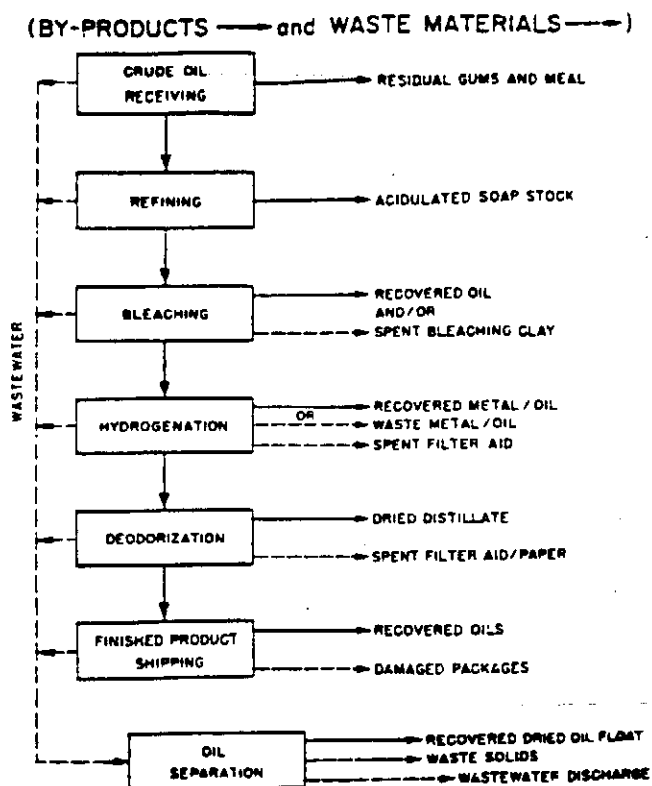 (BY-PRODUCTS and WASTE MATERIALS )
CRUDE OIL
RECEIVING
RESIDUAL GUMS AND MEAL
REFINING
ACIDULATED SOAP STOCK
BLEACHING
RECOVERED OIL
AND/OR
SPENT BLEACHING CLAY
WASTEWATER
HYDROGENATION
RECOVERED METAL/OIL
OR
WASTE METAL/OIL
SPENT FILTER AID
DEODORIZATION
DRIED DISTILLATE
SPENT FILTER AID/PAPER
FINISHED PRODUCT
SHIPPING
RECOVERED OILS
DAMAGED PACKAGES
OIL
SEPARATION
RECOVERED DRIED OIL FLOAT
WASTE SOLIDS
WASTEWATER DISCHARGE